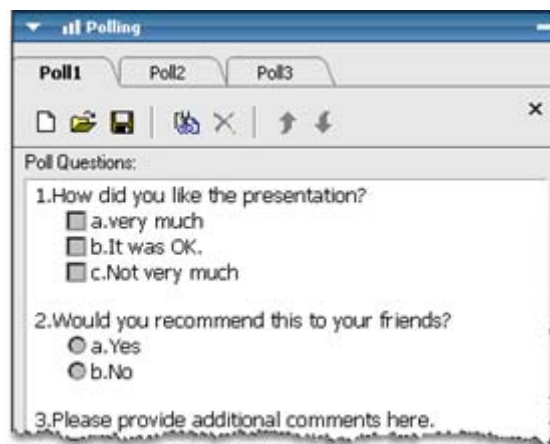 Polling
Poll1 Poll2 Poll3
Poll Questions:
1.How did you like the presentation?
a.very much
b.It was OK.
c.Not very much
2.Would you recommend this to your friends?
a.Yes
b.No
3.Please provide additional comments here.